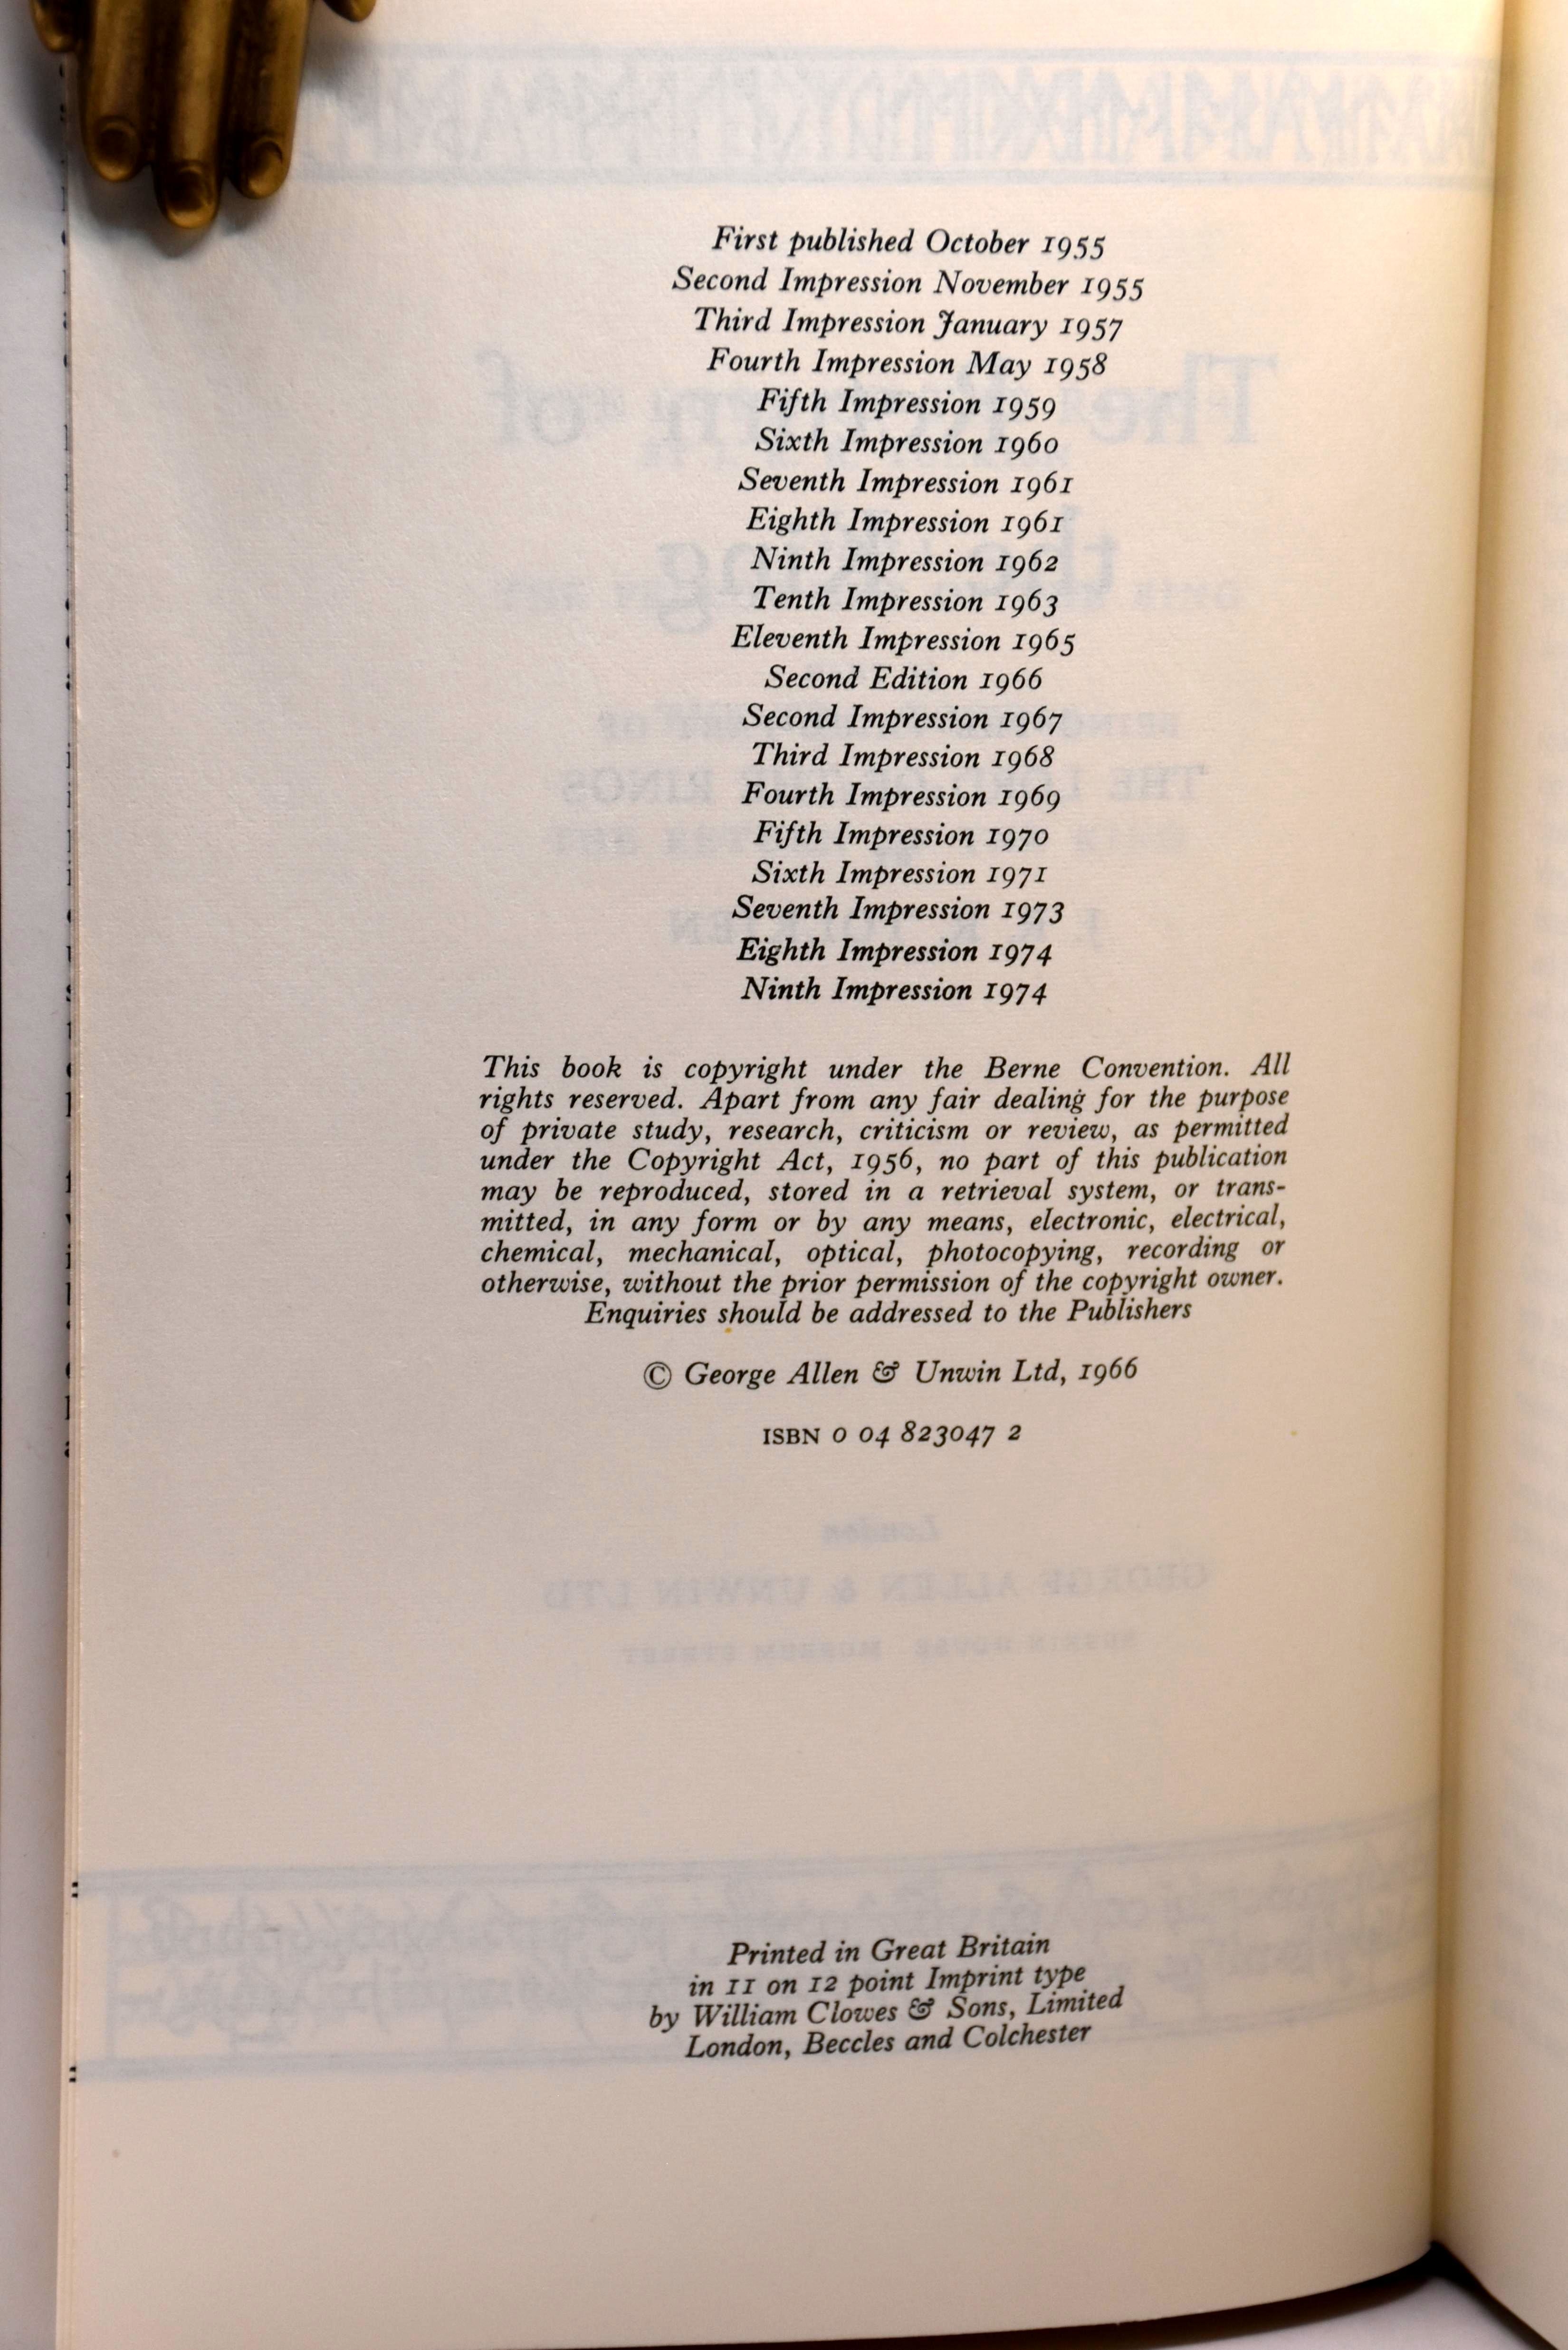 First published October 1955
Second Impression November 1955
Third Impression January 1957
Fourth Impression May 1958
Fifth Impression 1959
Sixth Impression 1960
Seventh Impression 1961
Eighth Impression 1961
Ninth Impression 1962
Tenth Impression 1963
Eleventh Impression 1965
Second Edition 1966
Second Impression 1967
Third Impression 1968
Fourth Impression 1969
Fifth Impression 1970
Sixth Impression 1971
Seventh Impression 1973
Eighth Impression 1974
Ninth Impression 1974
This book is copyright under the Berne Convention. All
rights reserved. Apart from any fair dealing for the purpose
of private study, research, criticism or review, as permitted
under the Copyright Act, 1956, no part of this publication
may be reproduced, stored in a retrieval system, or trans-
mitted, in any form or by any means, electronic, electrical,
chemical, mechanical, optical, photocopying, recording or
otherwise, without the prior permission of the copyright owner.
Enquiries should be addressed to the Publishers
© George Allen & Unwin Ltd, 1966
ISBN 0 04 823047 2
Printed in Great Britain
in 11 on 12 point Imprint type
by William Clowes & Sons, Limited
London, Beccles and Colchester